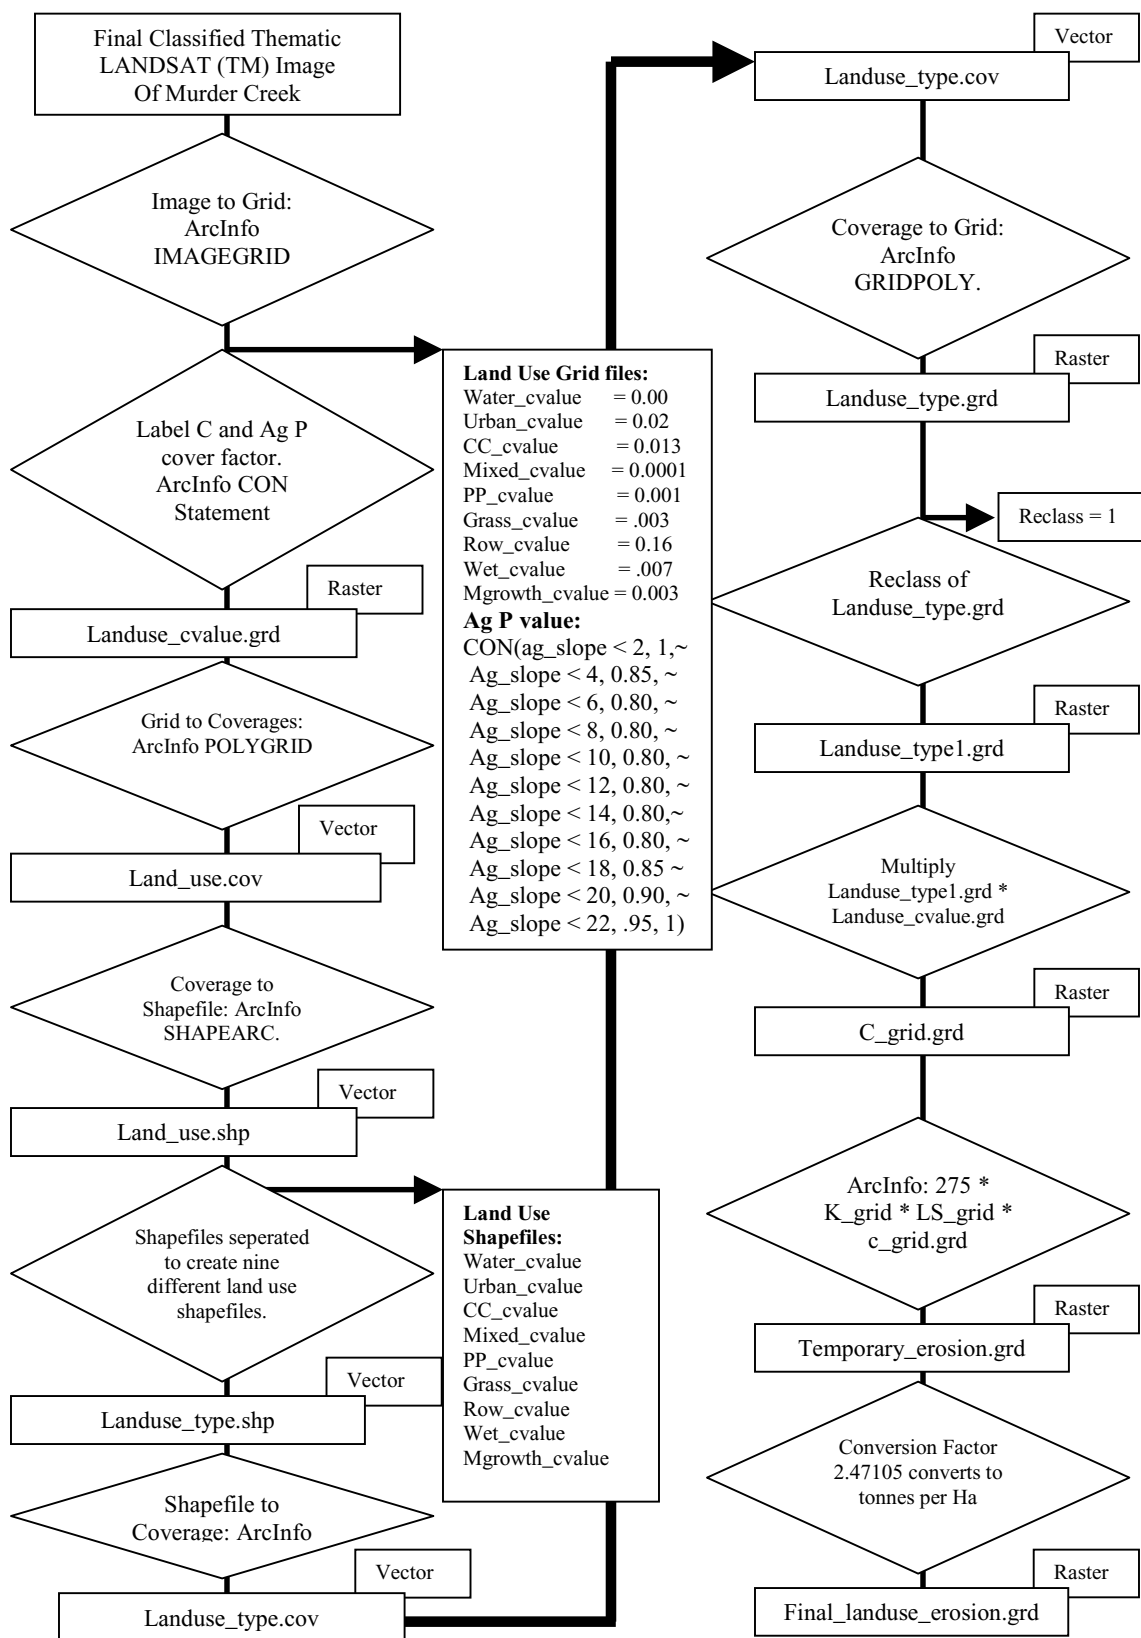 Final Classified Thematic
LANDSAT (TM) Image
Of Murder Creek
Image to Grid:
ArcInfo
IMAGEGRID
Label C and Ag P
cover factor.
ArcInfo CON
Statement
Raster
Landuse_cvalue.grd
Grid to Coverages:
ArcInfo POLYGRID
Vector
Land_use.cov
Coverage to
Shapefile: ArcInfo
SHAPEARC.
Vector
Land_use.shp
Shapefiles seperated
to create nine
different land use
shapefiles.
Vector
Landuse_type.shp
Shapefile to
Coverage: ArcInfo
Vector
Landuse_type.cov
Land Use Grid files:
Water_cvalue = 0.00
Urban_cvalue = 0.02
CC_cvalue = 0.013
Mixed_cvalue = 0.0001
PP_cvalue = 0.001
Grass_cvalue = .003
Row_cvalue = 0.16
Wet_cvalue = .007
Mgrowth_cvalue = 0.003
Ag P value:
CON(ag_slope < 2, 1,~
Ag_slope < 4, 0.85, ~
Ag_slope < 6, 0.80, ~
Ag_slope < 8, 0.80, ~
Ag_slope < 10, 0.80, ~
Ag_slope < 12, 0.80, ~
Ag_slope < 14, 0.80,~
Ag_slope < 16, 0.80, ~
Ag_slope < 18, 0.85 ~
Ag_slope < 20, 0.90, ~
Ag_slope < 22, .95, 1)
Land Use
Shapefiles:
Water_cvalue
Urban_cvalue
CC_cvalue
Mixed_cvalue
PP_cvalue
Grass_cvalue
Row_cvalue
Wet_cvalue
Mgrowth_cvalue
Vector
Landuse_type.cov
Coverage to Grid:
ArcInfo
GRIDPOLY.
Raster
Landuse_type.grd
Reclass = 1
Reclass of
Landuse_type.grd
Raster
Landuse_type1.grd
Multiply
Landuse_type1.grd *
Landuse_cvalue.grd
Raster
C_grid.grd
ArcInfo: 275 *
K_grid * LS_grid *
c_grid.grd
Raster
Temporary_erosion.grd
Conversion Factor
2.47105 converts to
tonnes per Ha
Raster
Final_landuse_erosion.grd